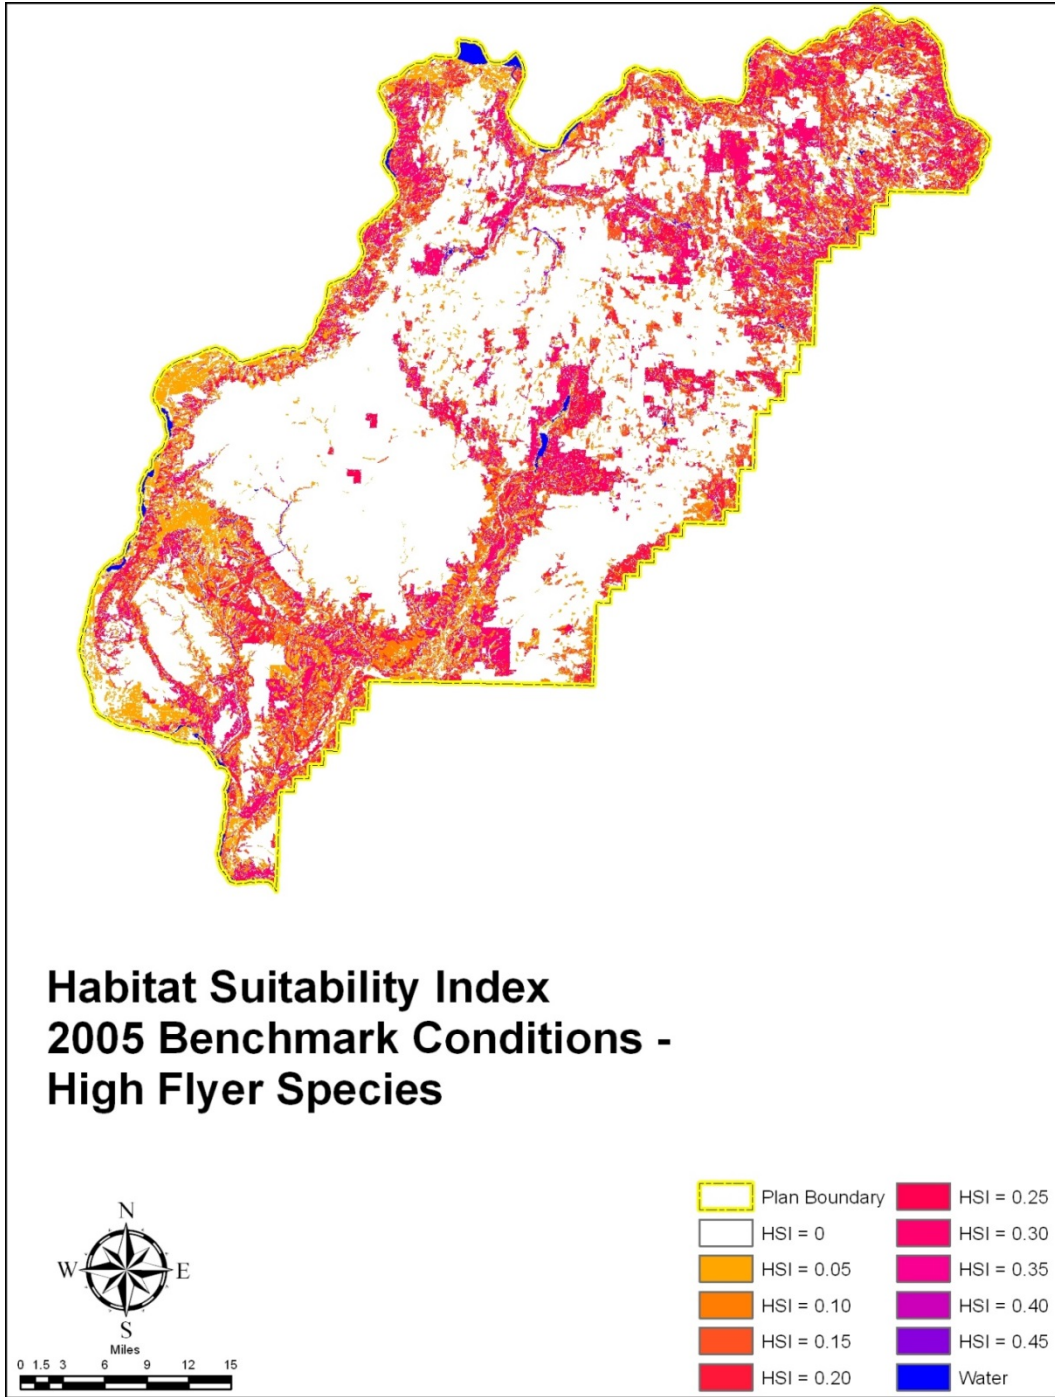 Habitat Suitability Index
2005 Benchmark Conditions -
High Flyer Species
N
W E
S
Miles
0 1.5 3 6 9 12 15
Plan Boundary
HSI = 0
HSI = 0.05
HSI = 0.10
HSI = 0.15
HSI = 0.20
HSI = 0.25
HSI = 0.30
HSI = 0.35
HSI = 0.40
HSI = 0.45
Water